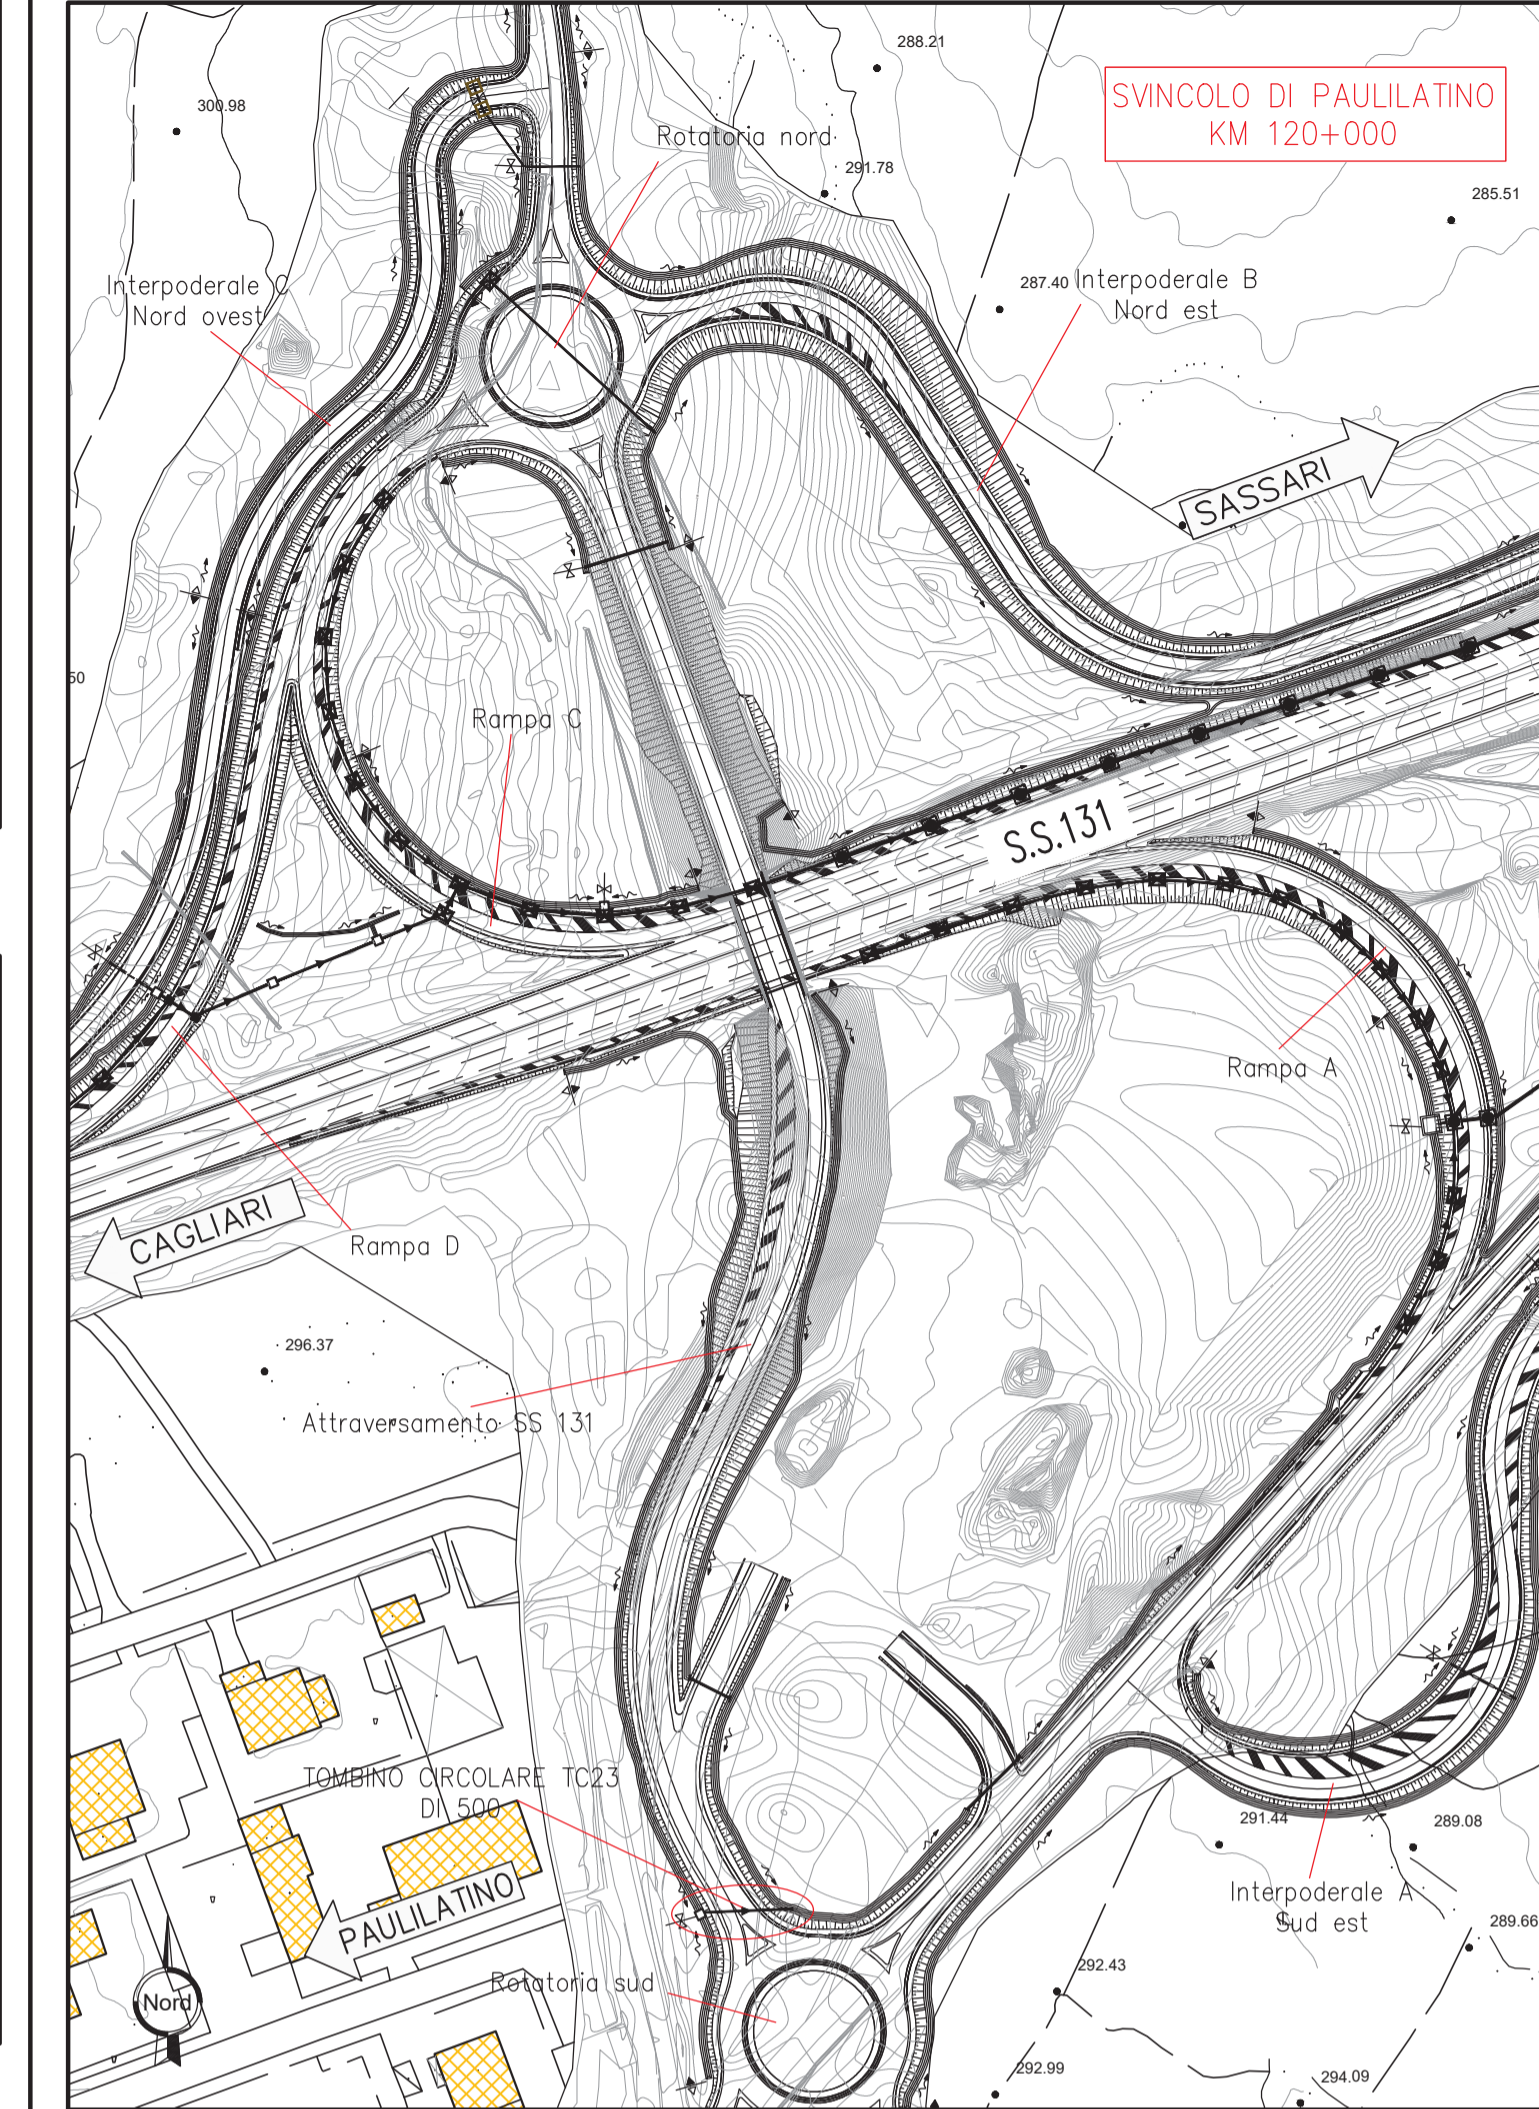 288.21
SVINCOLO DI PAULILATINO
KM 120+000
300.98
Rotatoria nord
291.78
285.51
Interpoderale C
Nord ovest
287.40
Interpoderale B
Nord est
SASSARI
50
Rampa C
S.S.131
Rampa A
CAGLIARI
Rampa D
296.37
Attraversamento SS 131
TOMBINO CIRCOLARE TC23
DI 500
291.44
289.08
Interpoderale A
Sud est
289.66
PAULILATINO
292.43
Rotatoria sud
Nord
292.99
294.09